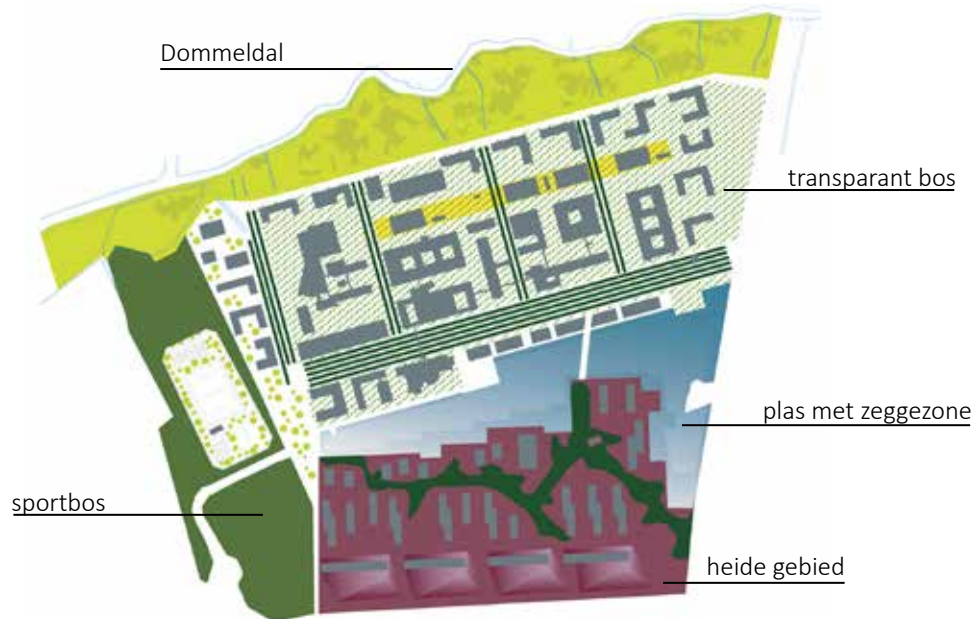 Dommeldal
transparant bos
plas met zeggezone
sportbos
heide gebied